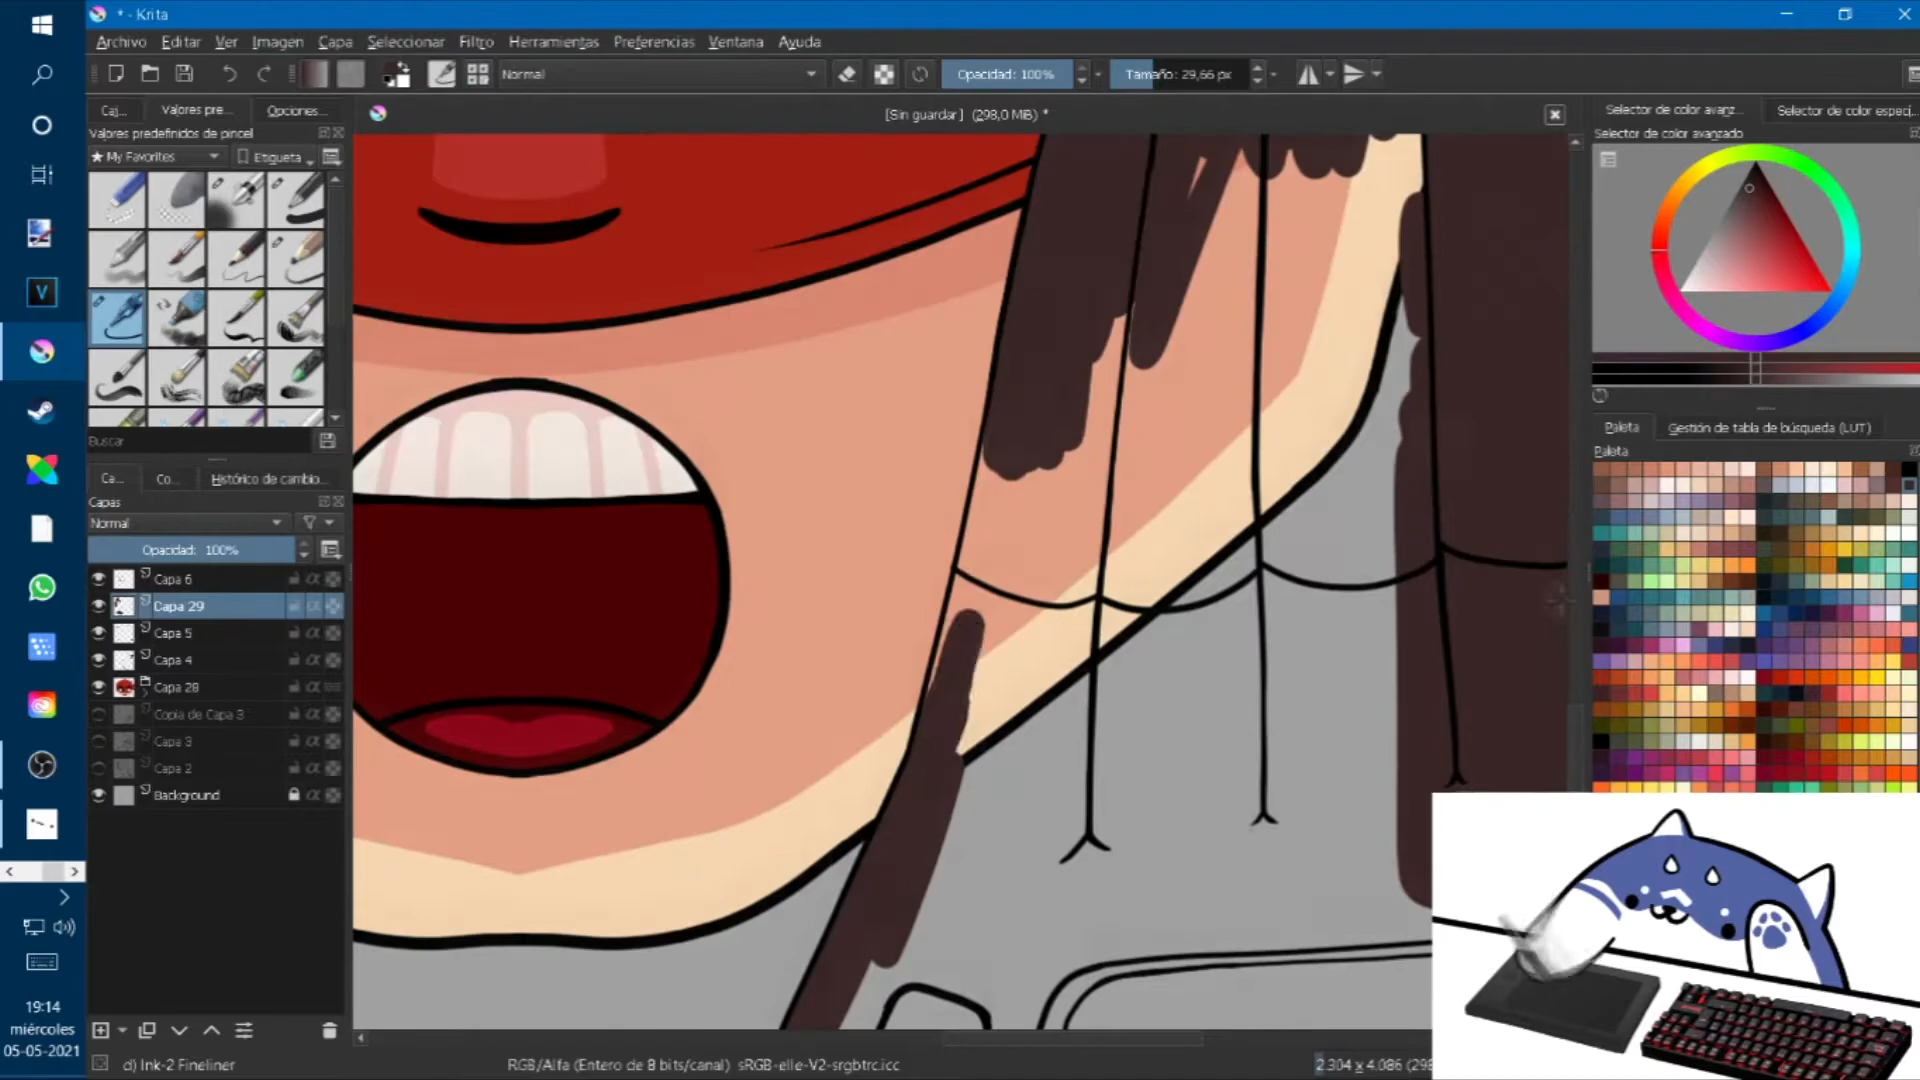 * - Krita
Archivo Editar Ver Imagen Capa Seleccionar Filtro Herramientas Preferencias Ventana Ayuda
Normal Opacidad: 100% Tamaño: 29,66 px
Caj... Valores pre... Opciones...
[Sin guardar] (298,0 MiB) *
Selector de color avanz... Selector de color especí...
Valores predefinidos de pincel
Selector de color avanzado
★ My Favorites Etiqueta
V
Buscar
Paleta Gestión de tabla de búsqueda (LUT)
Paleta
Ca... Co... Histórico de cambio...
Capas
Normal
Opacidad: 100%
Capa 6
Capa 29
Capa 5
Capa 4
Capa 28
Copia de Capa 3
Capa 3
Capa 2
Background
19:14
miércoles
05-05-2021
d) Ink-2 Fineliner
RGB/Alfa (Entero de 8 bits/canal) sRGB-elle-V2-srgbtrc.icc
2.304 x 4.086 (298